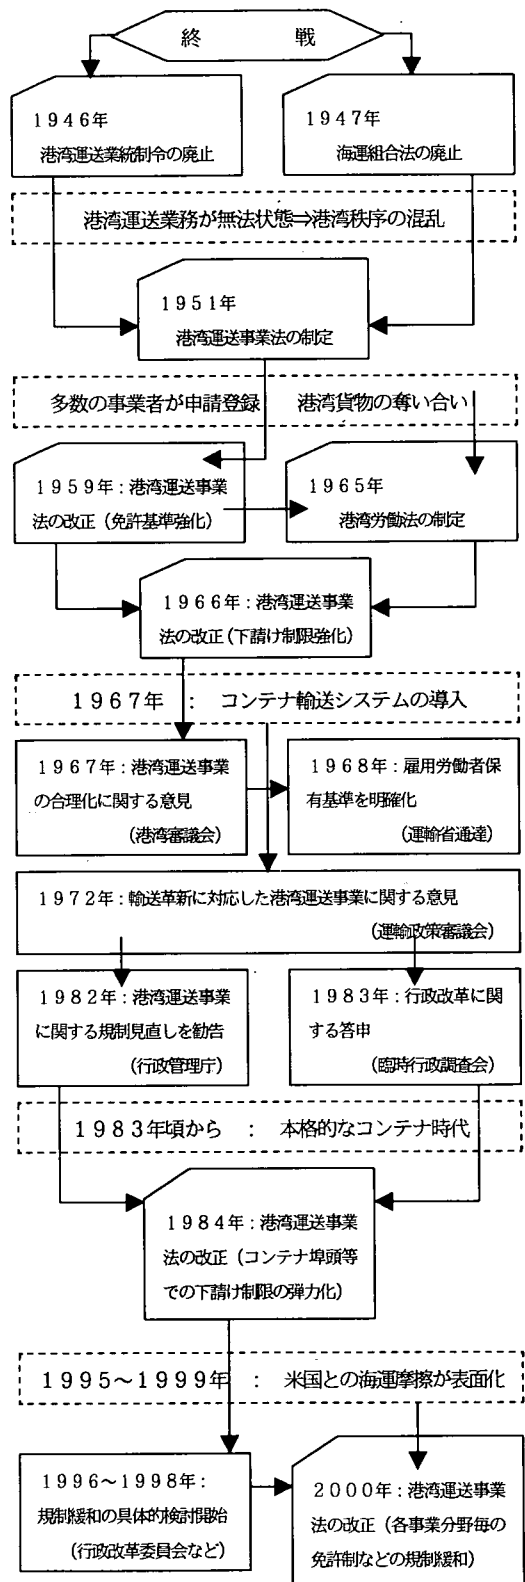 終　戦
1946年
港湾運送業統制令の廃止
1947年
海運組合法の廃止
港湾運送業務が無法状態⇒港湾秩序の混乱
1951年
港湾運送事業法の制定
多数の事業者が申請登録　港湾貨物の奪い合い
1959年：港湾運送事業
法の改正（免許基準強化）
1965年
港湾労働法の制定
1966年：港湾運送事業
法の改正（下請け制限強化）
1967年　：　コンテナ輸送システムの導入
1967年：港湾運送事業
の合理化に関する意見
（港湾審議会）
1968年：雇用労働者保
有基準を明確化
（運輸省通達）
1972年：輸送革新に対応した港湾運送事業に関する意見
（運輸政策審議会）
1982年：港湾運送事業
に関する規制見直しを勧告
（行政管理庁）
1983年：行政改革に関
する答申
（臨時行政調査会）
1983年頃から　：　本格的なコンテナ時代
1984年：港湾運送事業
法の改正（コンテナ埠頭等
での下請け制限の弾力化）
1995～1999年　：　米国との海運摩擦が表面化
1996～1998年：
規制緩和の具体的検討開始
（行政改革委員会など）
2000年：港湾運送事業
法の改正（各事業分野毎の
免許制などの規制緩和）